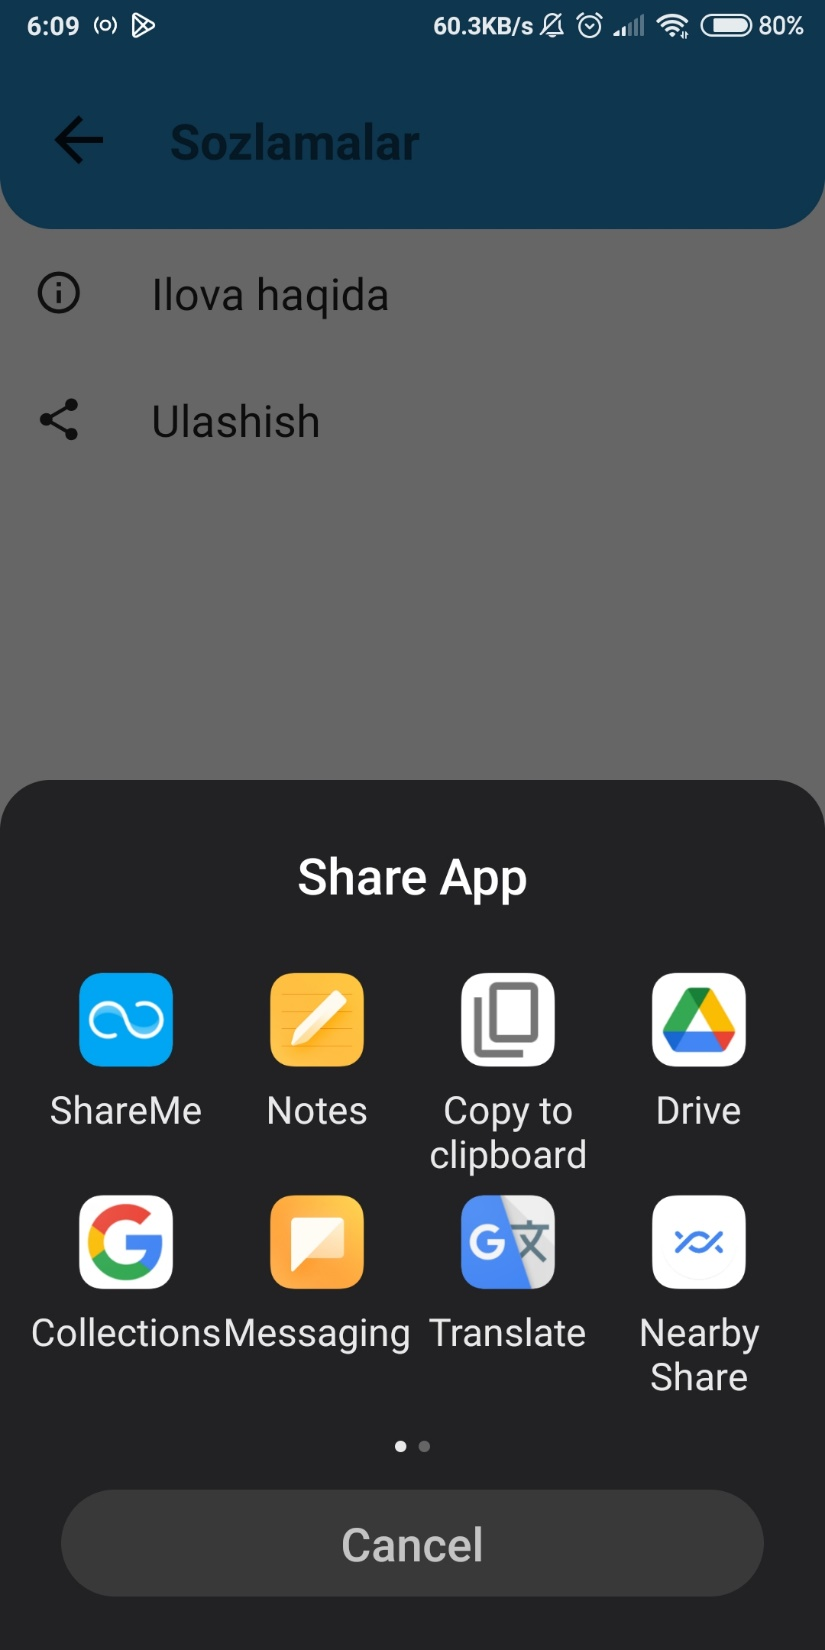 6:09 60.3KB/s 80%
Sozlamalar
Ilova haqida
Ulashish
Share App
ShareMe Notes Copy to Drive
clipboard
Collections Messaging Translate Nearby
Share
Cancel